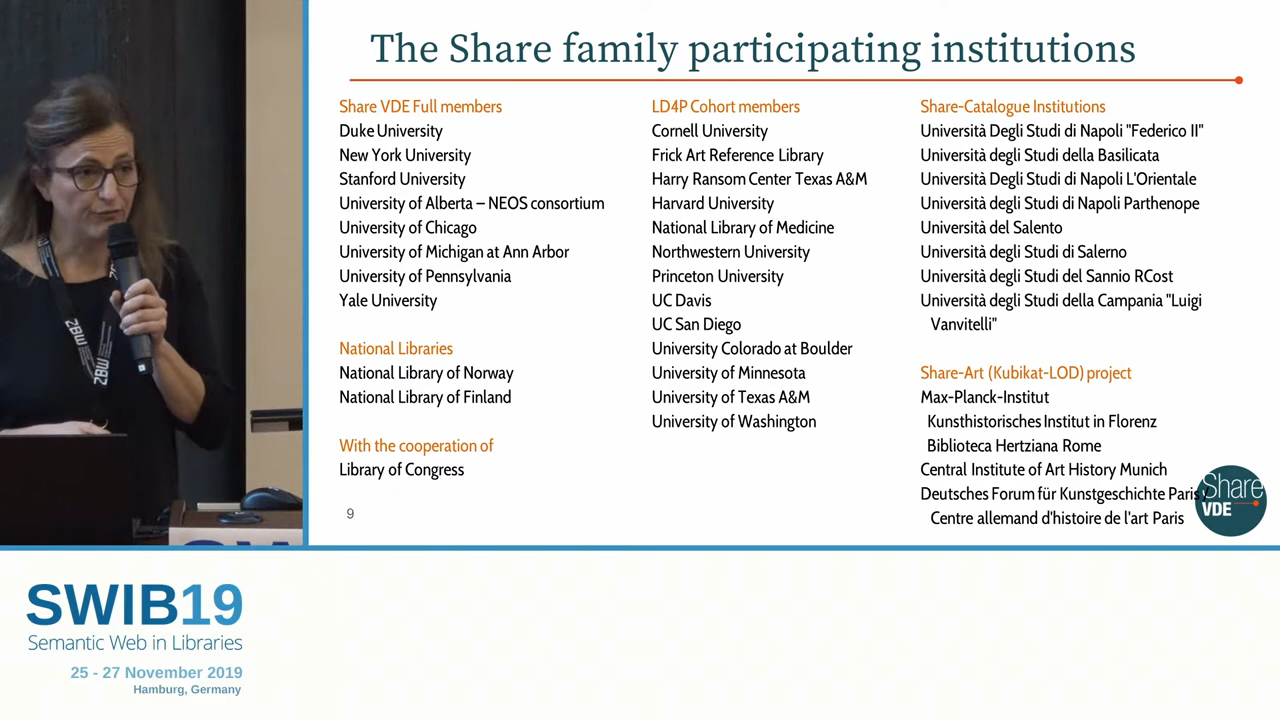 The Share family participating institutions
Share VDE Full members
Duke University
New York University
Stanford University
University of Alberta – NEOS consortium
University of Chicago
University of Michigan at Ann Arbor
University of Pennsylvania
Yale University
National Libraries
National Library of Norway
National Library of Finland
With the cooperation of
Library of Congress
9
LD4P Cohort members
Cornell University
Frick Art Reference Library
Harry Ransom Center Texas A&M
Harvard University
National Library of Medicine
Northwestern University
Princeton University
UC Davis
UC San Diego
University Colorado at Boulder
University of Minnesota
University of Texas A&M
University of Washington
Share-Catalogue Institutions
Università Degli Studi di Napoli "Federico II"
Università degli Studi della Basilicata
Università Degli Studi di Napoli L'Orientale
Università degli Studi di Napoli Parthenope
Università del Salento
Università degli Studi di Salerno
Università degli Studi del Sannio RCost
Università degli Studi della Campania "Luigi
Vanvitelli"
Share-Art (Kubikat-LOD) project
Max-Planck-Institut
Kunsthistorisches Institut in Florenz
Biblioteca Hertziana Rome
Central Institute of Art History Munich
Deutsches Forum für Kunstgeschichte Paris /
Centre allemand d'histoire de l'art Paris
Share
VDE
ZBW
ZBW
SWIB19
Semantic Web in Libraries
25 - 27 November 2019
Hamburg, Germany